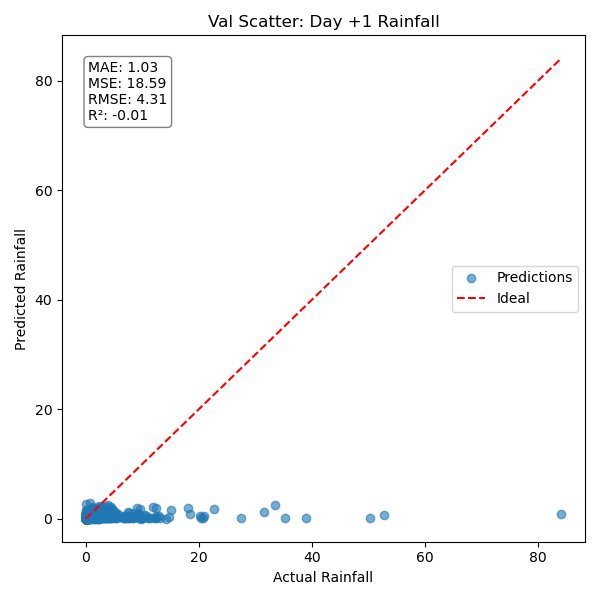 Val Scatter: Day +1 Rainfall
MAE: 1.03
MSE: 18.59
RMSE: 4.31
R²: -0.01
80
60
40
20
0
Predicted Rainfall
Predictions
Ideal
0 20 40 60 80
Actual Rainfall